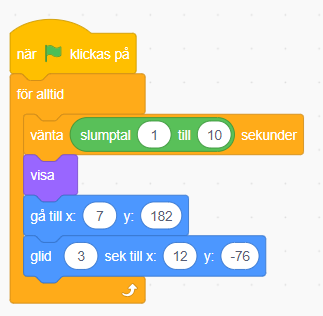 när klickas på
för alltid
vänta slumptal 1 till 10 sekunder
visa
gå till x: 7 y: 182
glid 3 sek till x: 12 y: -76